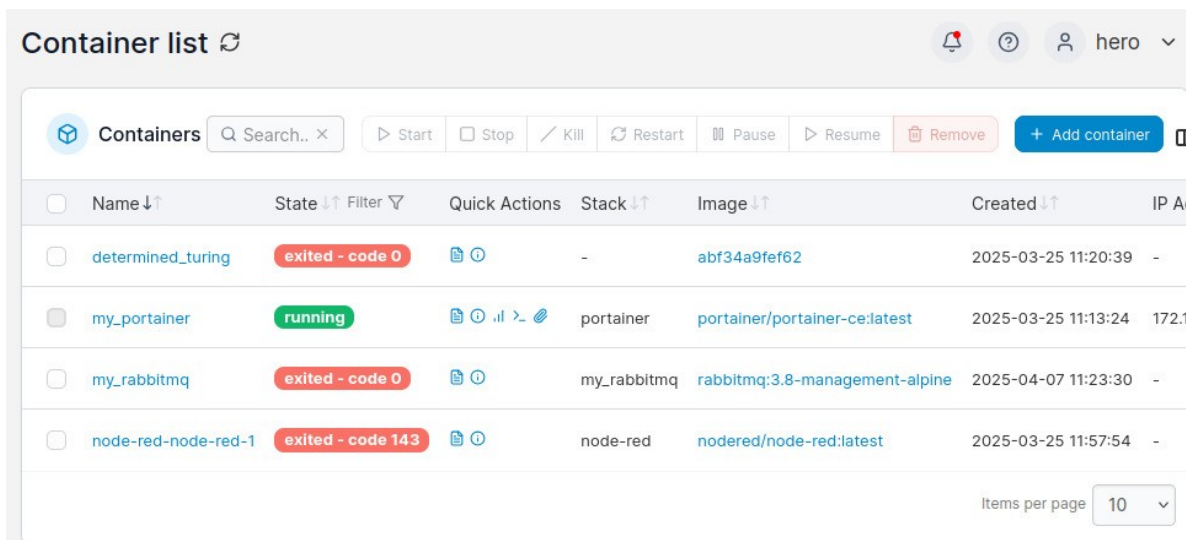 Container list hero
Containers Search.. × Start Stop Kill Restart Pause Resume Remove + Add container
Name State Filter Quick Actions Stack Image Created IP A
determined_turing exited - code 0 - abf34a9fef62 2025-03-25 11:20:39 -
my_portainer running portainer portainer/portainer-ce:latest 2025-03-25 11:13:24 172.1
my_rabbitmq exited - code 0 my_rabbitmq rabbitmq:3.8-management-alpine 2025-04-07 11:23:30 -
node-red-node-red-1 exited - code 143 node-red nodered/node-red:latest 2025-03-25 11:57:54 -
Items per page 10